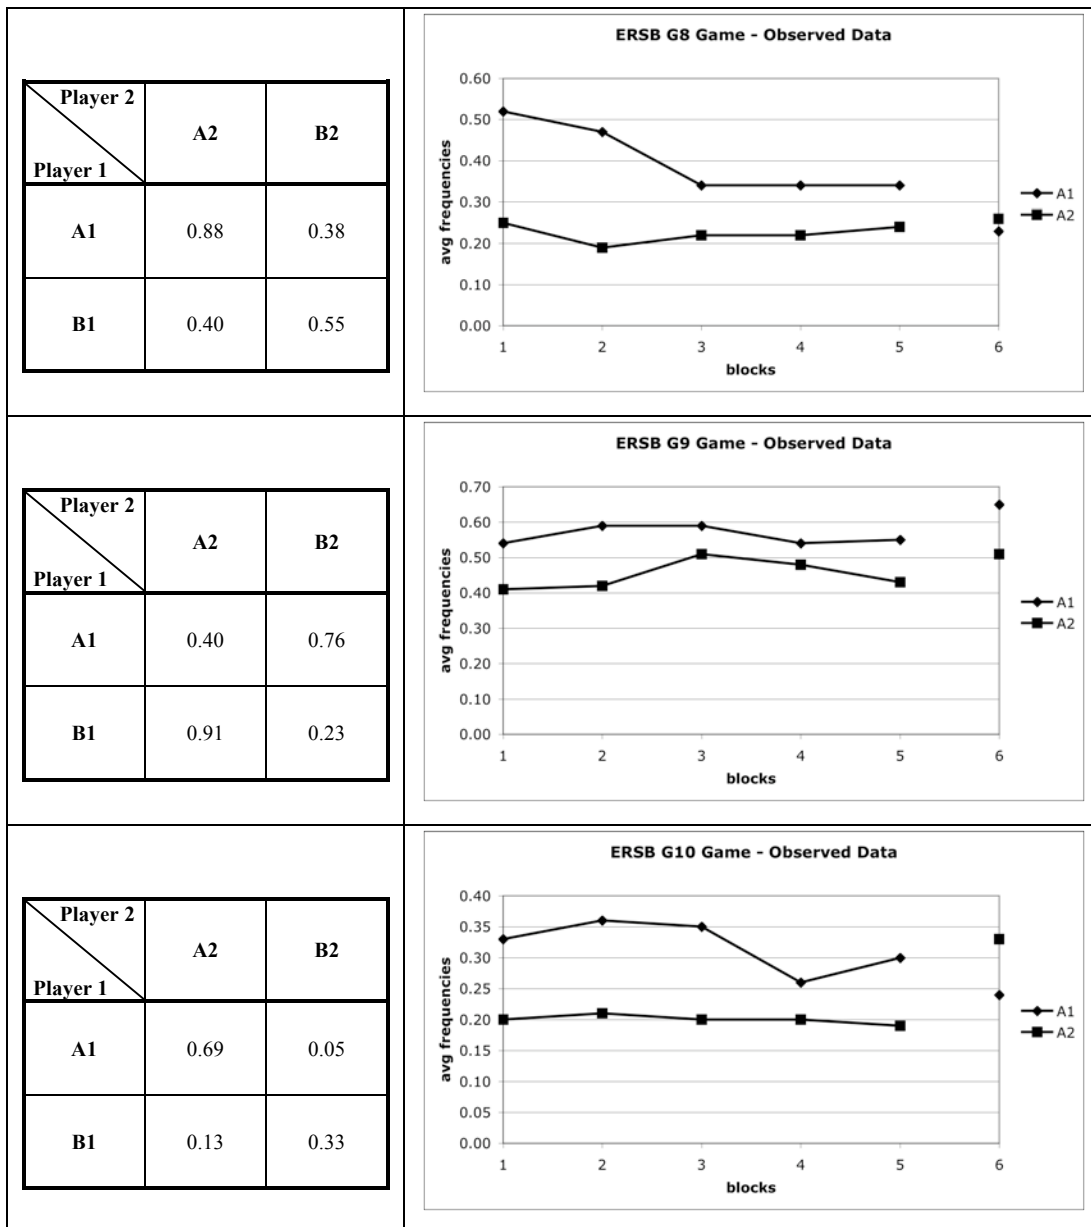 Player 2
Player 1
A2 B2
A1 0.88 0.38
B1 0.40 0.55
ERSB G8 Game - Observed Data
avg frequencies
0.60
0.50
0.40
0.30
0.20
0.10
0.00
1 2 3 4 5 6
blocks
A1
A2
Player 2
Player 1
A2 B2
A1 0.40 0.76
B1 0.91 0.23
ERSB G9 Game - Observed Data
avg frequencies
0.70
0.60
0.50
0.40
0.30
0.20
0.10
0.00
1 2 3 4 5 6
blocks
A1
A2
Player 2
Player 1
A2 B2
A1 0.69 0.05
B1 0.13 0.33
ERSB G10 Game - Observed Data
avg frequencies
0.40
0.35
0.30
0.25
0.20
0.15
0.10
0.05
0.00
1 2 3 4 5 6
blocks
A1
A2